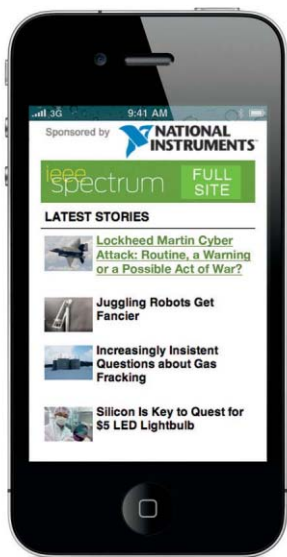 3G 9:41 AM
Sponsored by NATIONAL
INSTRUMENTS
ieee
spectrum FULL
SITE
LATEST STORIES
Lockheed Martin Cyber
Attack: Routine, a Warning
or a Possible Act of War?
Juggling Robots Get
Fancier
Increasingly Insistent
Questions about Gas
Fracking
Silicon Is Key to Quest for
$5 LED Lightbulb